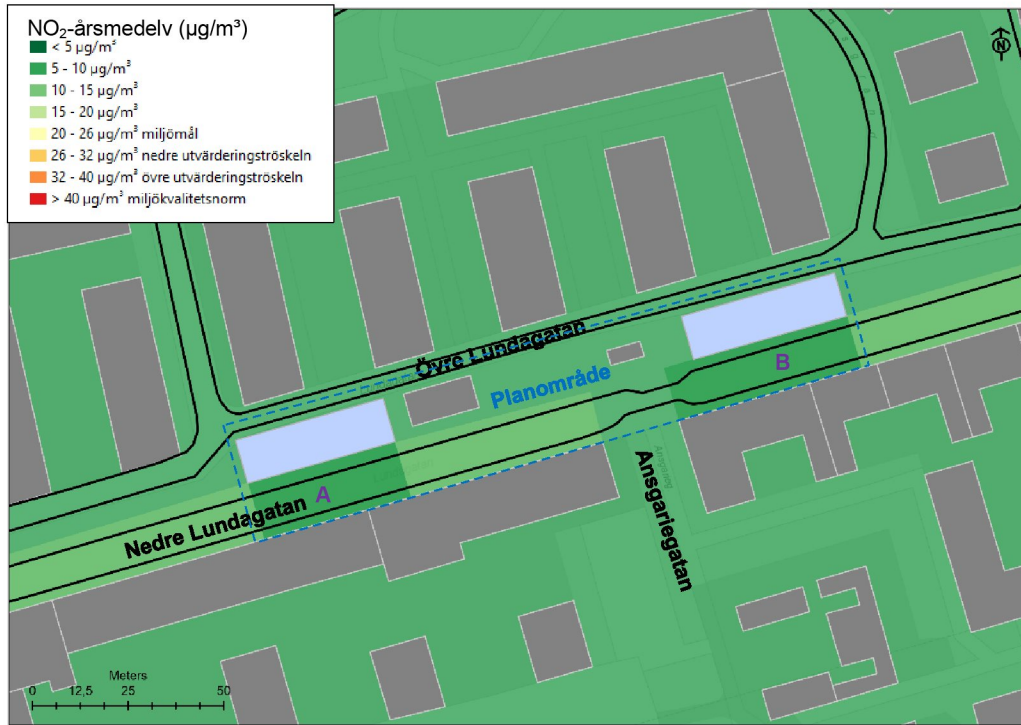 NO₂-årsmedelv (µg/m³)
< 5 µg/m³
5 - 10 µg/m³
10 - 15 µg/m³
15 - 20 µg/m³
20 - 26 µg/m³ miljömål
26 - 32 µg/m³ nedre utvärderingströskeln
32 - 40 µg/m³ övre utvärderingströskeln
> 40 µg/m³ miljökvalitetsnorm
N
Övre Lundagatan
Planområde
B
A
Nedre Lundagatan
Ansgariegatan
Meters
0 12,5 25 50